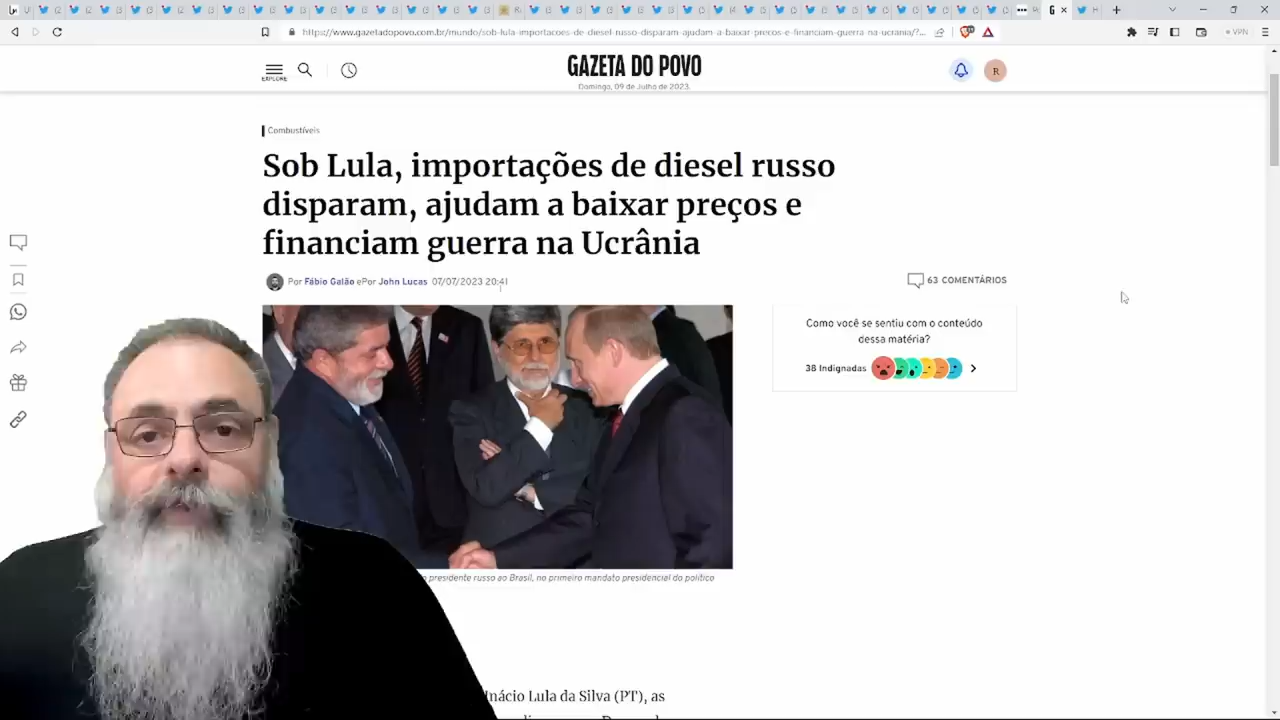 https://www.gazetadopovo.com.br/mundo/sob-lula-importacoes-de-diesel-russo-disparam-ajudam-a-baixar-precos-e-financiam-guerra-na-ucrania/?...
VPN
EXPLORE
GAZETA DO POVO
Domingo, 09 de Julho de 2023.
R
Combustíveis
Sob Lula, importações de diesel russo
disparam, ajudam a baixar preços e
financiam guerra na Ucrânia
Por Fábio Galão ePor John Lucas 07/07/2023 20:41
63 COMENTÁRIOS
Como você se sentiu com o conteúdo
dessa matéria?
38 Indignadas
presidente russo ao Brasil, no primeiro mandato presidencial do político
Inácio Lula da Silva (PT), as